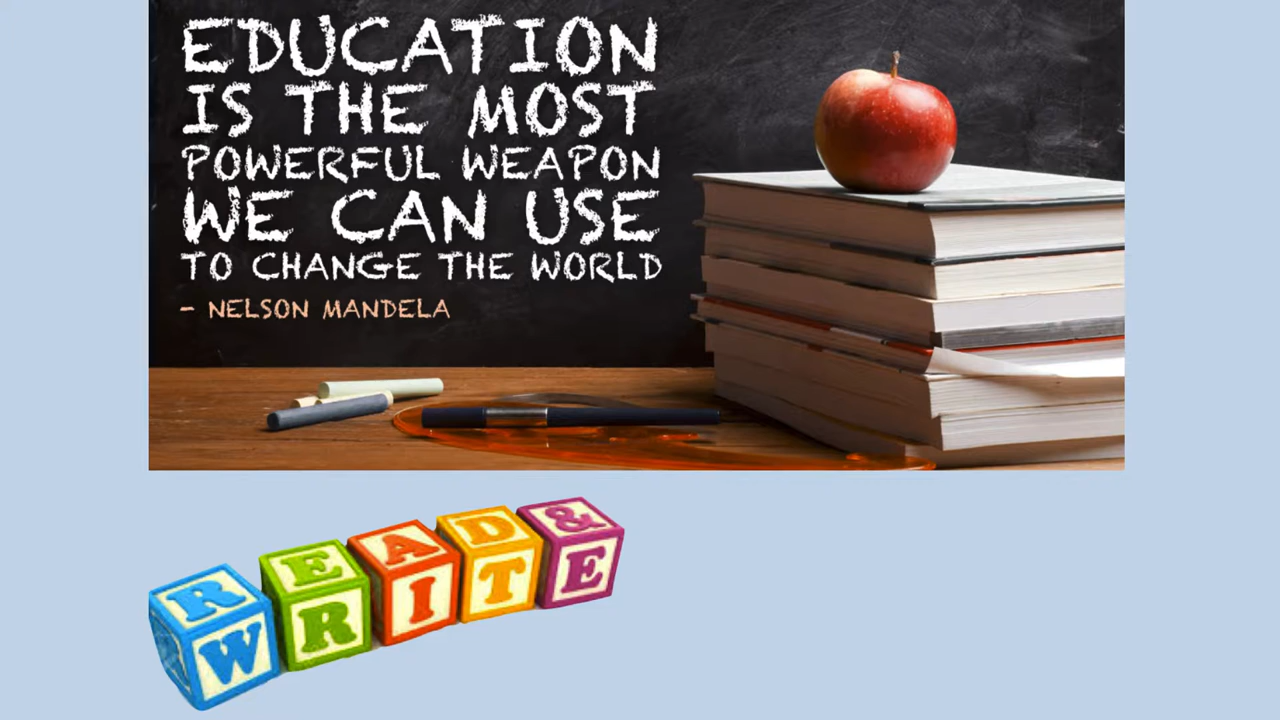 EDUCATION
IS THE MOST
POWERFUL WEAPON
WE CAN USE
TO CHANGE THE WORLD
- NELSON MANDELA
READ &
WRITE